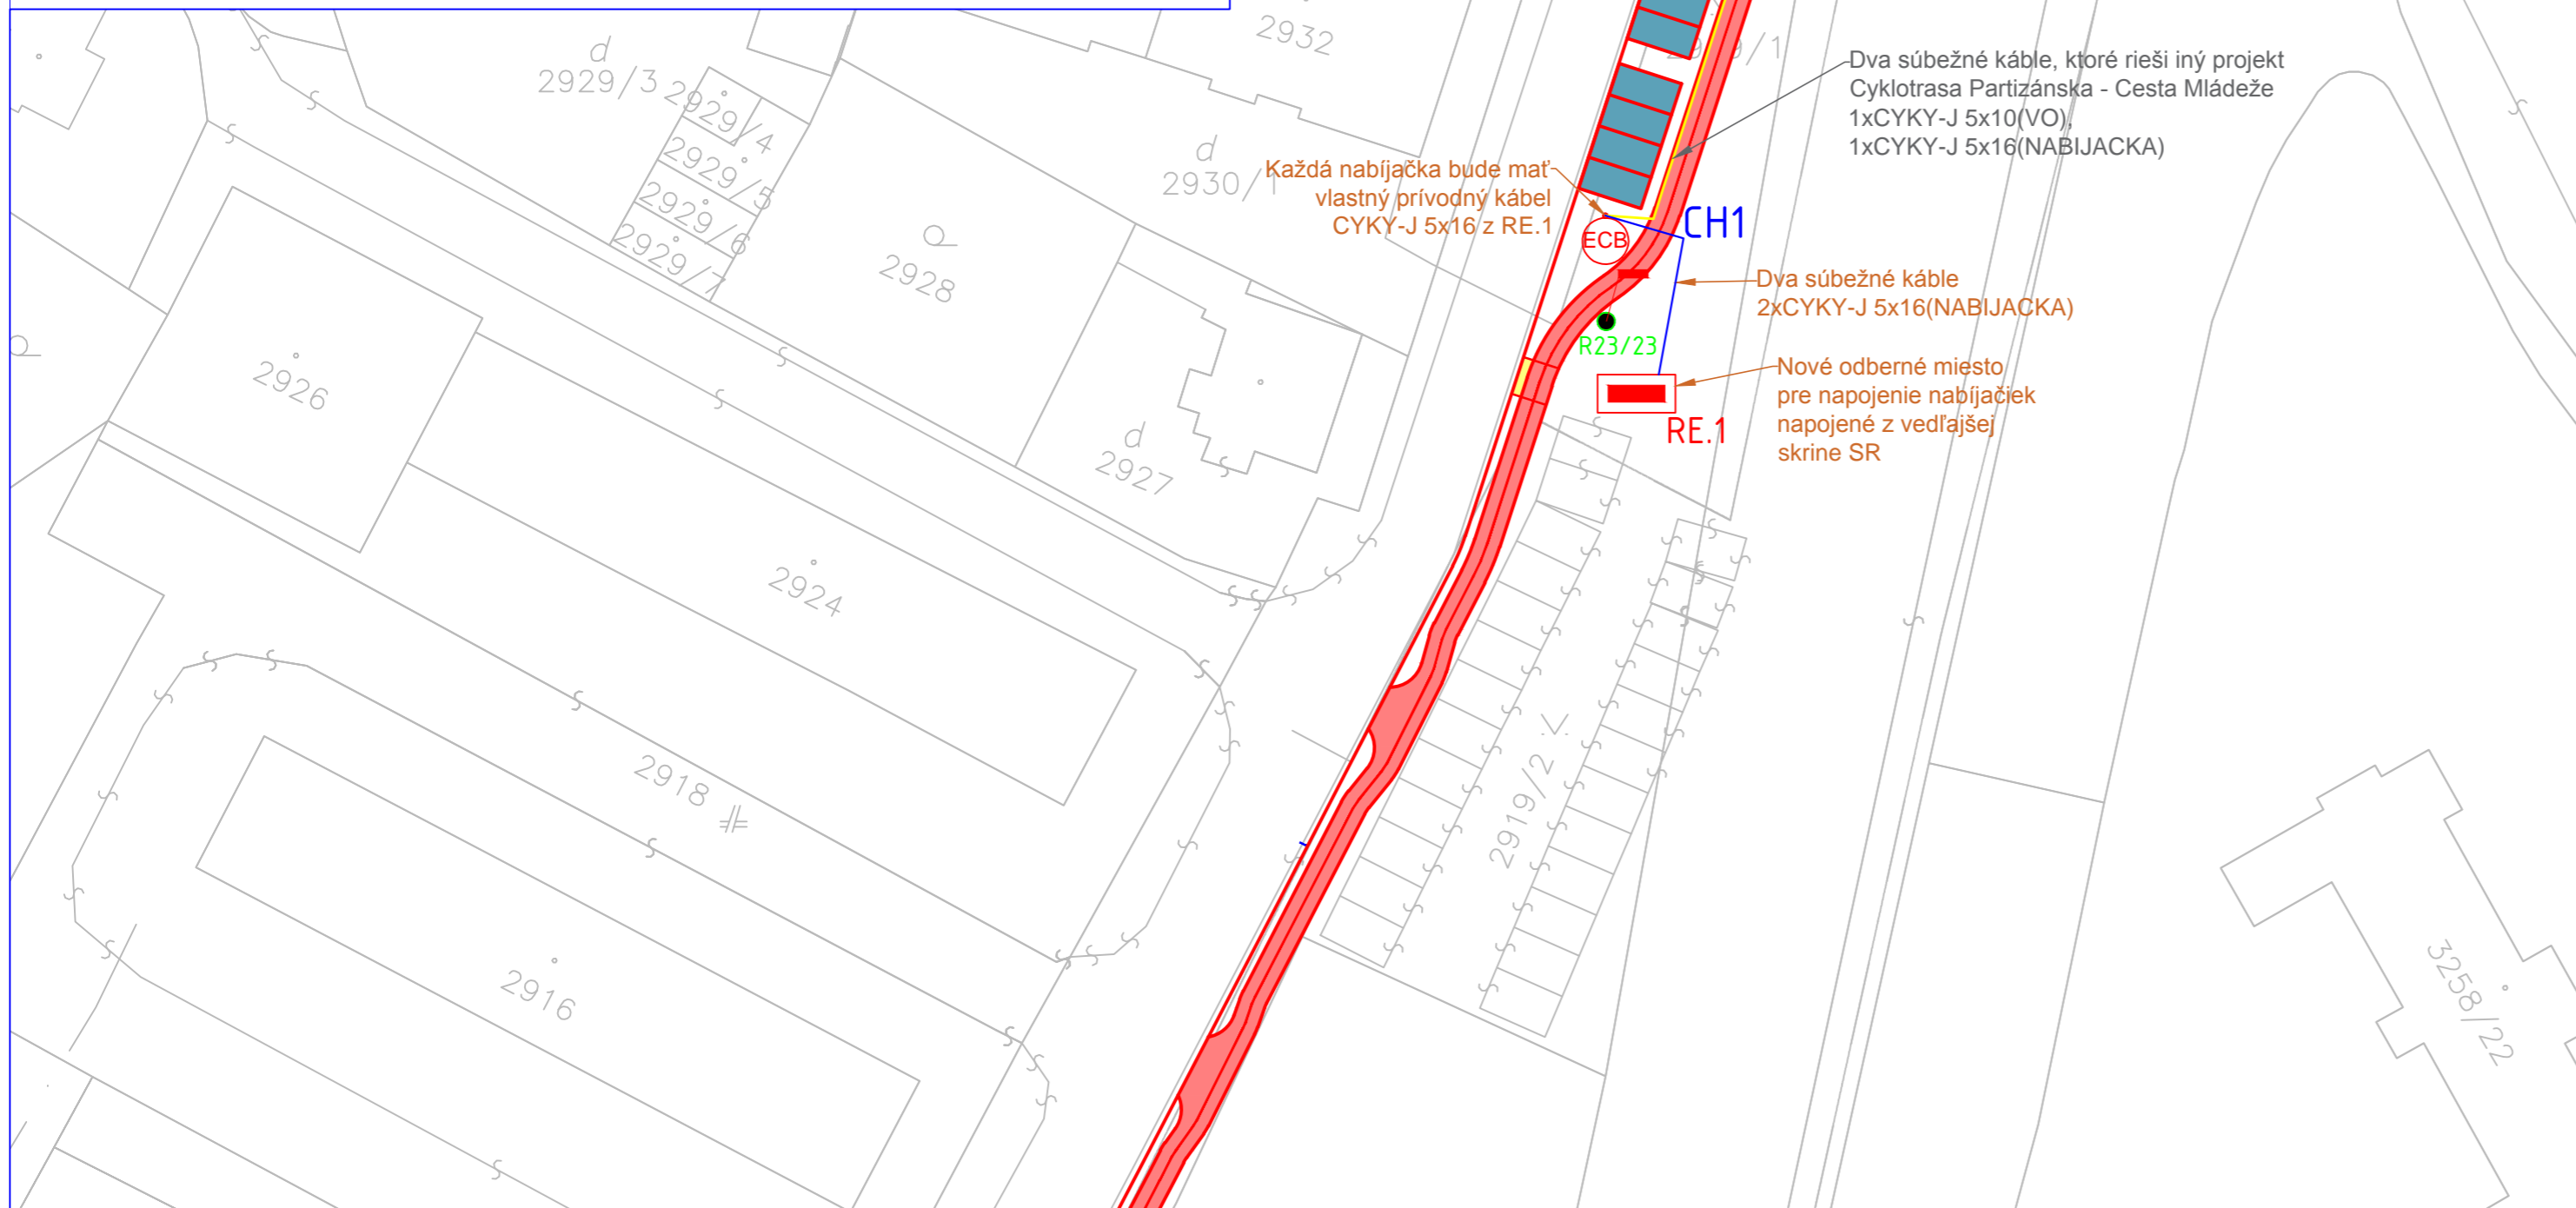 2932
d
2929/3
2929/4
2929/5
2929/6
2929/7
d
2930/1
Dva súbežné káble, ktoré rieši iný projekt
Cyklotrasa Partizánska - Cesta Mládeže
1xCYKY-J 5x10(VO),
1xCYKY-J 5x16(NABIJACKA)
Každá nabíjačka bude mať
vlastný prívodný kábel
CYKY-J 5x16 z RE.1
CH1
ECB
2928
Dva súbežné káble
2xCYKY-J 5x16(NABIJACKA)
R23/23
2926
Nové odberné miesto
pre napojenie nabíjačiek
napojené z vedľajšej
skrine SR
RE.1
d
2927
2924
2918
2919/2
2916
3258/22